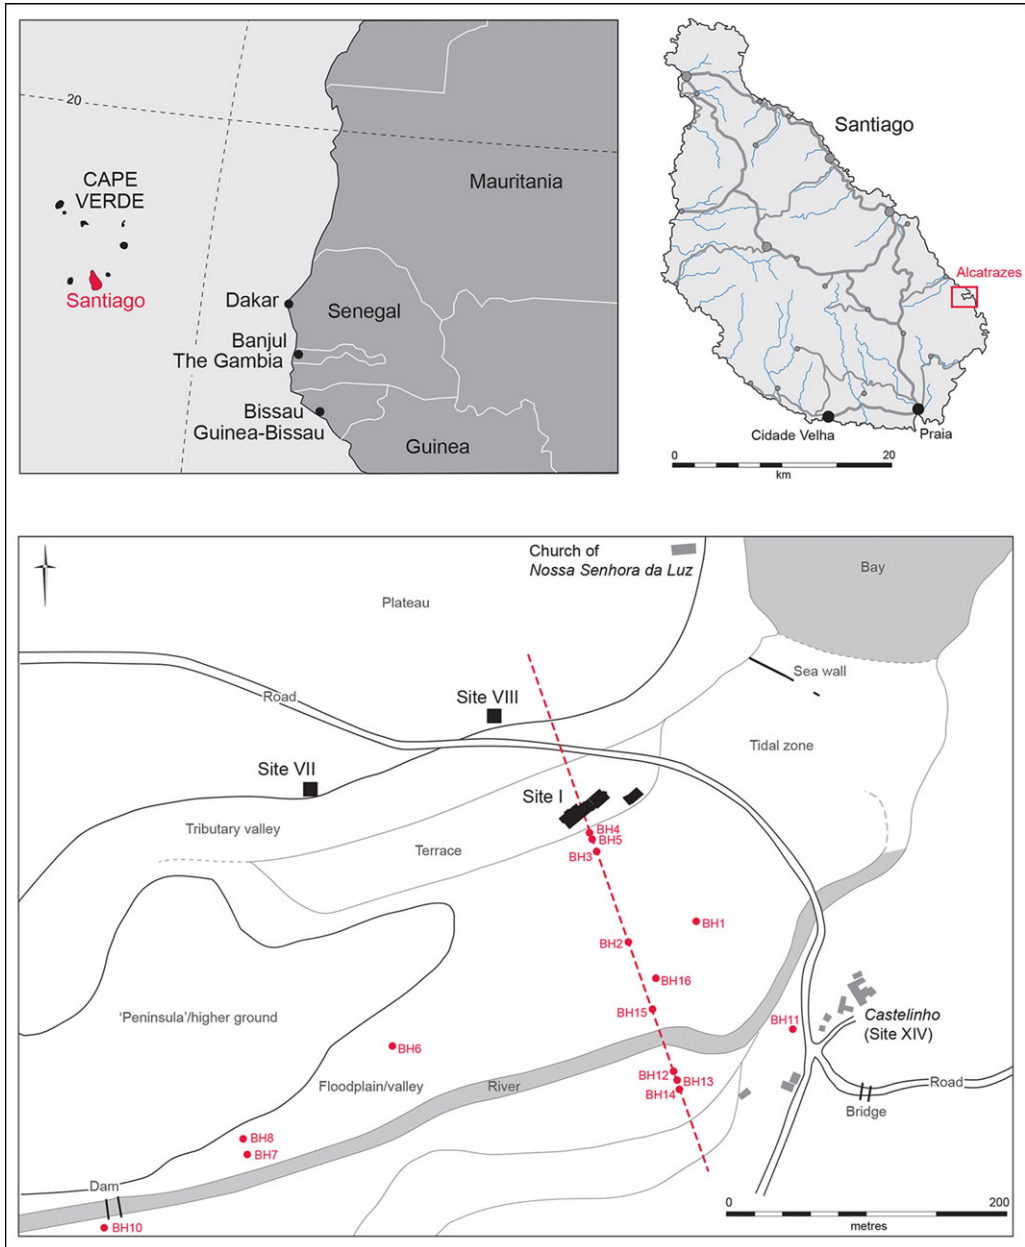 20
CAPE
VERDE
Santiago
Mauritania
Dakar
Senegal
Banjul
The Gambia
Bissau
Guinea-Bissau
Guinea
Santiago
Alcatrazes
Cidade Velha
Praia
0
20
km
Church of
Nossa Senhora da Luz
Bay
Plateau
Sea wall
Road
Site VIII
Tidal zone
Site VII
Site I
Tributary valley
Terrace
BH4
BH5
BH3
BH1
BH2
BH16
BH15
'Peninsula'/higher ground
Castelinho
(Site XIV)
BH11
BH6
Floodplain/valley
River
BH12
BH13
BH14
Road
Bridge
BH8
BH7
Dam
BH10
0
200
metres